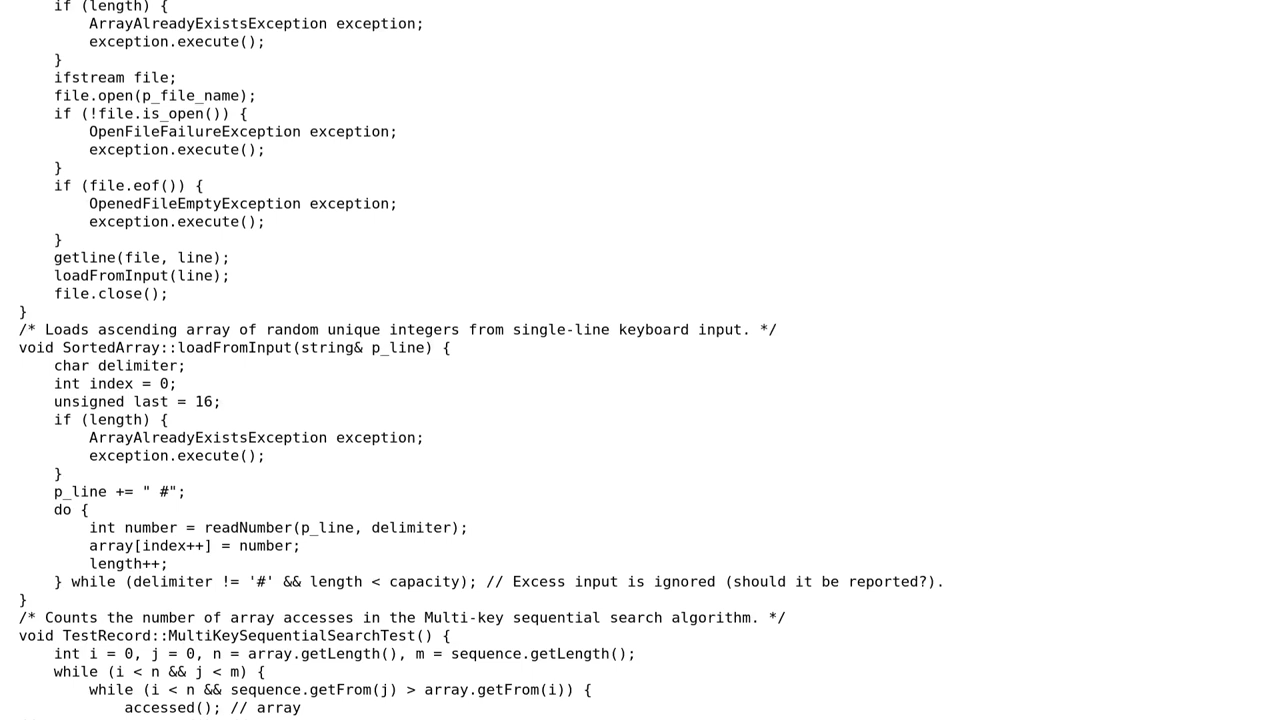 if (length) {
ArrayAlreadyExistsException exception;
exception.execute();
}
ifstream file;
file.open(p_file_name);
if (!file.is_open()) {
OpenFileFailureException exception;
exception.execute();
}
if (file.eof()) {
OpenedFileEmptyException exception;
exception.execute();
}
getline(file, line);
loadFromInput(line);
file.close();
}
/* Loads ascending array of random unique integers from single-line keyboard input. */
void SortedArray::loadFromInput(string& p_line) {
char delimiter;
int index = 0;
unsigned last = 16;
if (length) {
ArrayAlreadyExistsException exception;
exception.execute();
}
p_line += " #";
do {
int number = readNumber(p_line, delimiter);
array[index++] = number;
length++;
} while (delimiter != '#' && length < capacity); // Excess input is ignored (should it be reported?).
}
/* Counts the number of array accesses in the Multi-key sequential search algorithm. */
void TestRecord::MultiKeySequentialSearchTest() {
int i = 0, j = 0, n = array.getLength(), m = sequence.getLength();
while (i < n && j < m) {
while (i < n && sequence.getFrom(j) > array.getFrom(i)) {
accessed(); // array